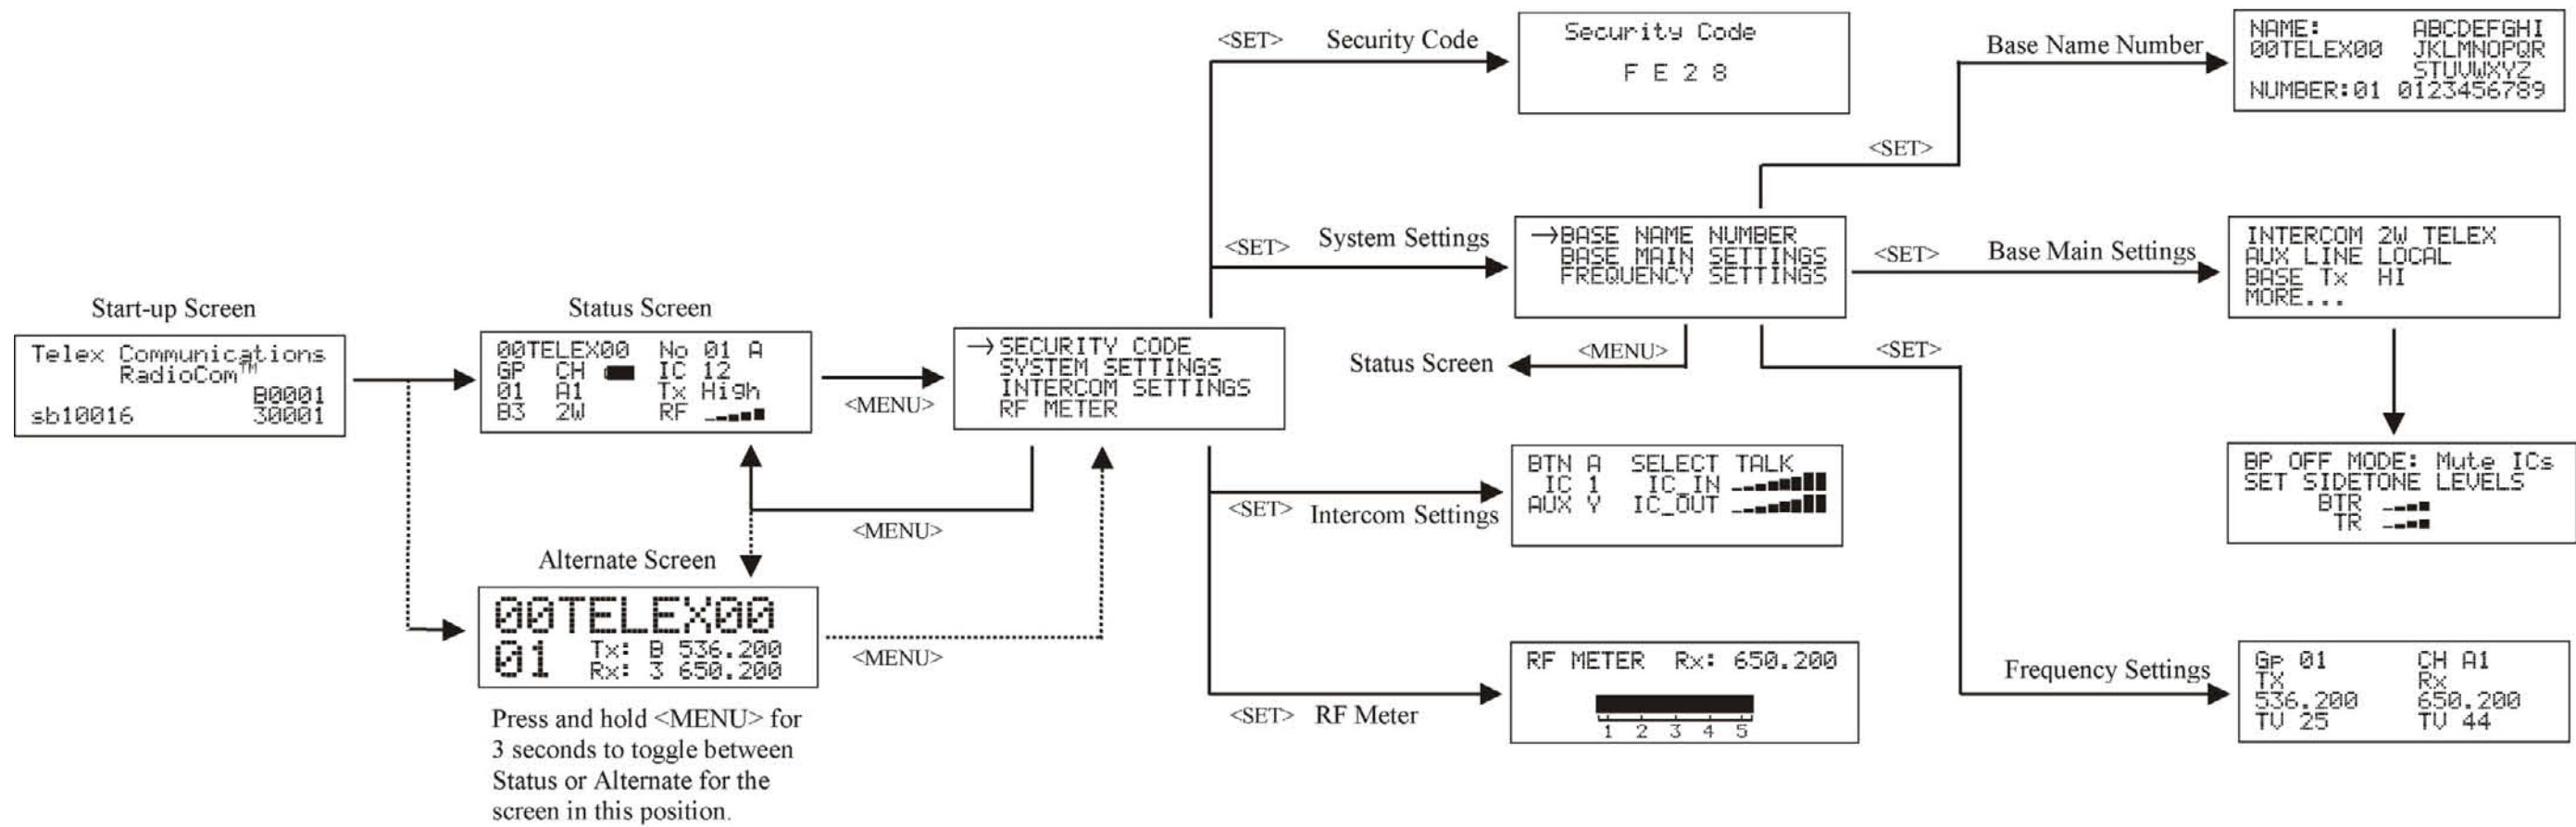 Start-up Screen
Telex Communications
RadioCom™
B0001
sb10016 30001
Status Screen
00TELEX00 No 01 A
GP CH IC 12
01 A1 Tx High
B3 2W RF
<MENU>
Alternate Screen
00TELEX00
01 Tx: B 536.200
Rx: 3 650.200
<MENU>
Press and hold <MENU> for
3 seconds to toggle between
Status or Alternate for the
screen in this position.
→SECURITY CODE
SYSTEM SETTINGS
INTERCOM SETTINGS
RF METER
<MENU>
<SET> Security Code
Security Code
F E 2 8
<SET> System Settings
→BASE NAME NUMBER
BASE MAIN SETTINGS
FREQUENCY SETTINGS
Status Screen
<MENU>
<SET> Intercom Settings
BTN A SELECT TALK
IC 1 IC_IN
AUX Y IC_OUT
<SET> RF Meter
RF METER Rx: 650.200
1 2 3 4 5
<SET>
Base Name Number
NAME: ABCDEFGHI
00TELEX00 JKLMNOPQR
STUVWXYZ
NUMBER:01 0123456789
<SET> Base Main Settings
INTERCOM 2W TELEX
AUX LINE LOCAL
BASE Tx HI
MORE...
BP OFF MODE: Mute ICs
SET SIDETONE LEVELS
BTR
TR
<SET>
Frequency Settings
Gp 01 CH A1
TX Rx
536.200 650.200
TV 25 TV 44